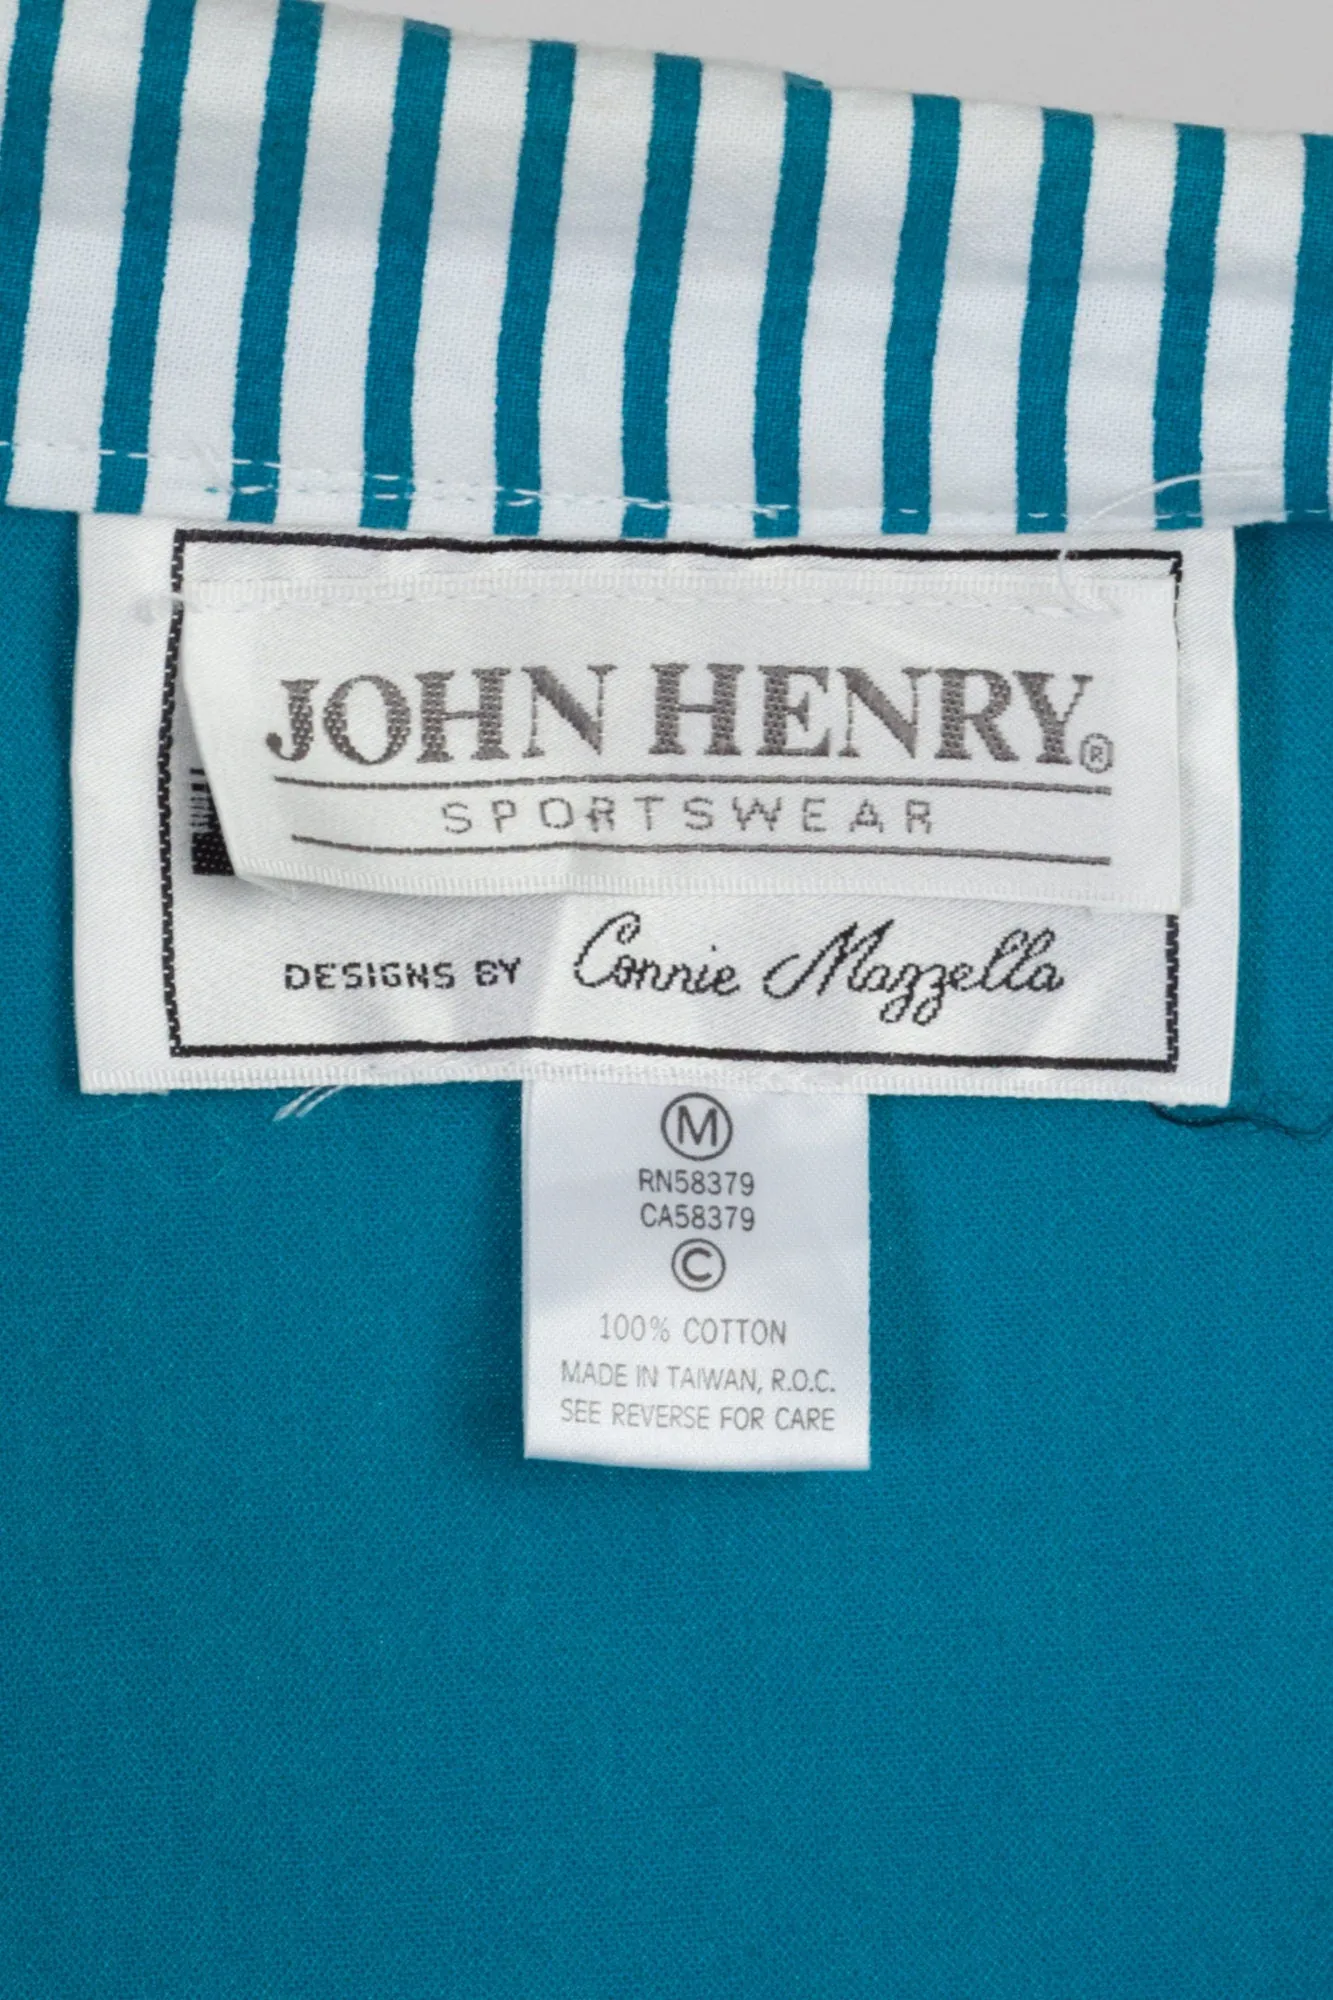 JOHN HENRY®
SPORTSWEAR
DESIGNS BY Connie Mazzella
M
RN58379
CA58379
©
100% COTTON
MADE IN TAIWAN, R.O.C.
SEE REVERSE FOR CARE